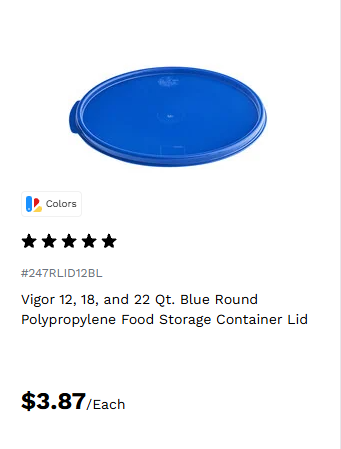 Colors
#247RLID12BL
Vigor 12, 18, and 22 Qt. Blue Round
Polypropylene Food Storage Container Lid
$3.87/Each